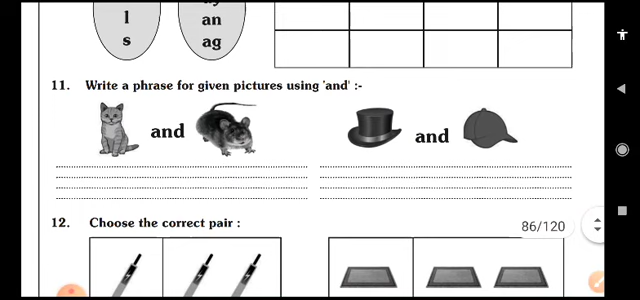 l
an
s
ag
11. Write a phrase for given pictures using 'and' :-
and
and
12. Choose the correct pair :
86/120